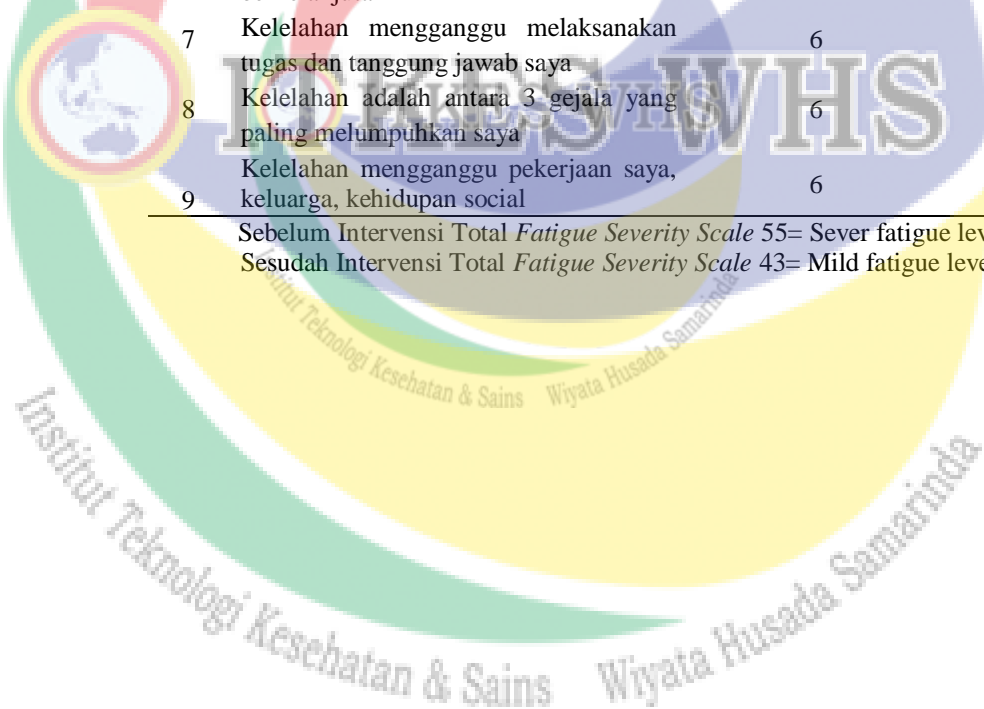 7
Kelelahan mengganggu melaksanakan
6
tugas dan tanggung jawab saya
8
Kelelahan adalah antara 3 gejala yang
6
paling melumpuhkan saya
Kelelahan mengganggu pekerjaan saya,
6
9
keluarga, kehidupan social
Sebelum Intervensi Total Fatigue Severity Scale 55= Sever fatigue
Sesudah Intervensi Total Fatigue Severity Scale 43= Mild fatigue
ITKES WHS
ITKES WHS
Institut Teknologi Kesehatan & Sains Wiyata Husada Samarinda
Institut Teknologi Kesehatan & Sains Wiyata Husada Samarinda